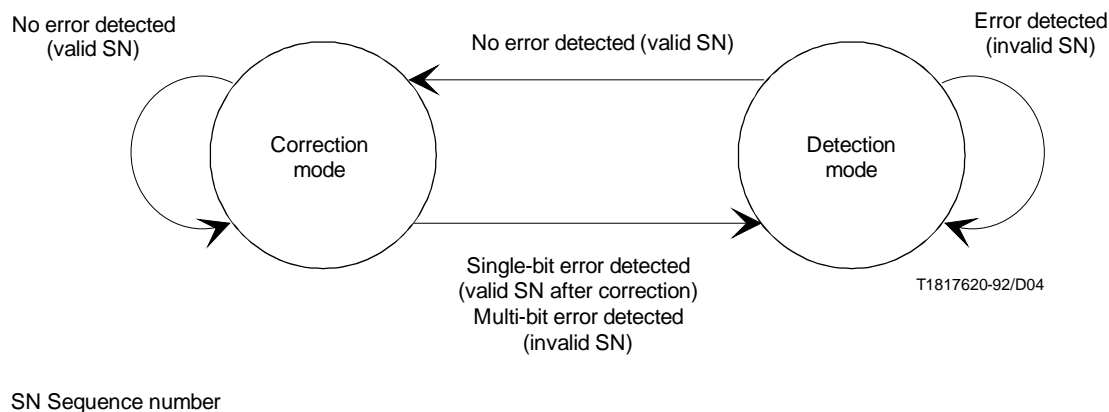 No error detected
(valid SN)
No error detected (valid SN)
Error detected
(invalid SN)
Correction
mode
Detection
mode
Single-bit error detected
(valid SN after correction)
Multi-bit error detected
(invalid SN)
T1817620-92/D04
SN Sequence number